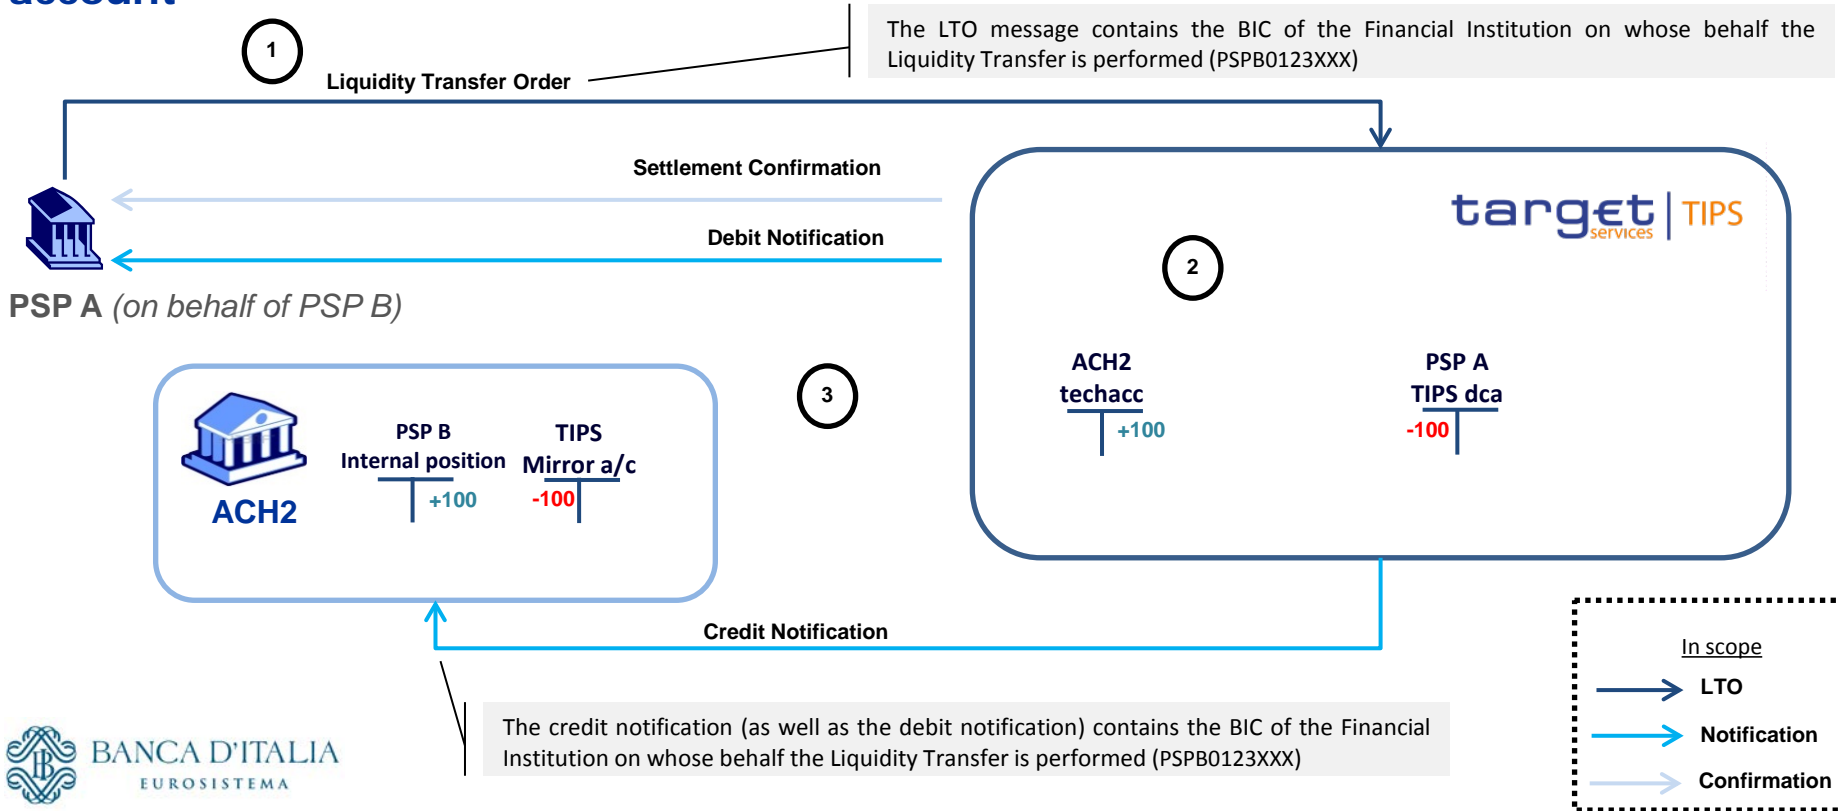 account
1
The LTO message contains the BIC of the Financial Institution on whose behalf the
Liquidity Transfer is performed (PSPB0123XXX)
Liquidity Transfer Order
Settlement Confirmation
target services | TIPS
Debit Notification
2
PSP A (on behalf of PSP B)
3
ACH2
techacc
+100
PSP A
TIPS dca
-100
ACH2
PSP B
Internal position
+100
TIPS
Mirror a/c
-100
Credit Notification
The credit notification (as well as the debit notification) contains the BIC of the Financial
Institution on whose behalf the Liquidity Transfer is performed (PSPB0123XXX)
In scope
LTO
Notification
Confirmation
BANCA D'ITALIA
EUROSISTEMA